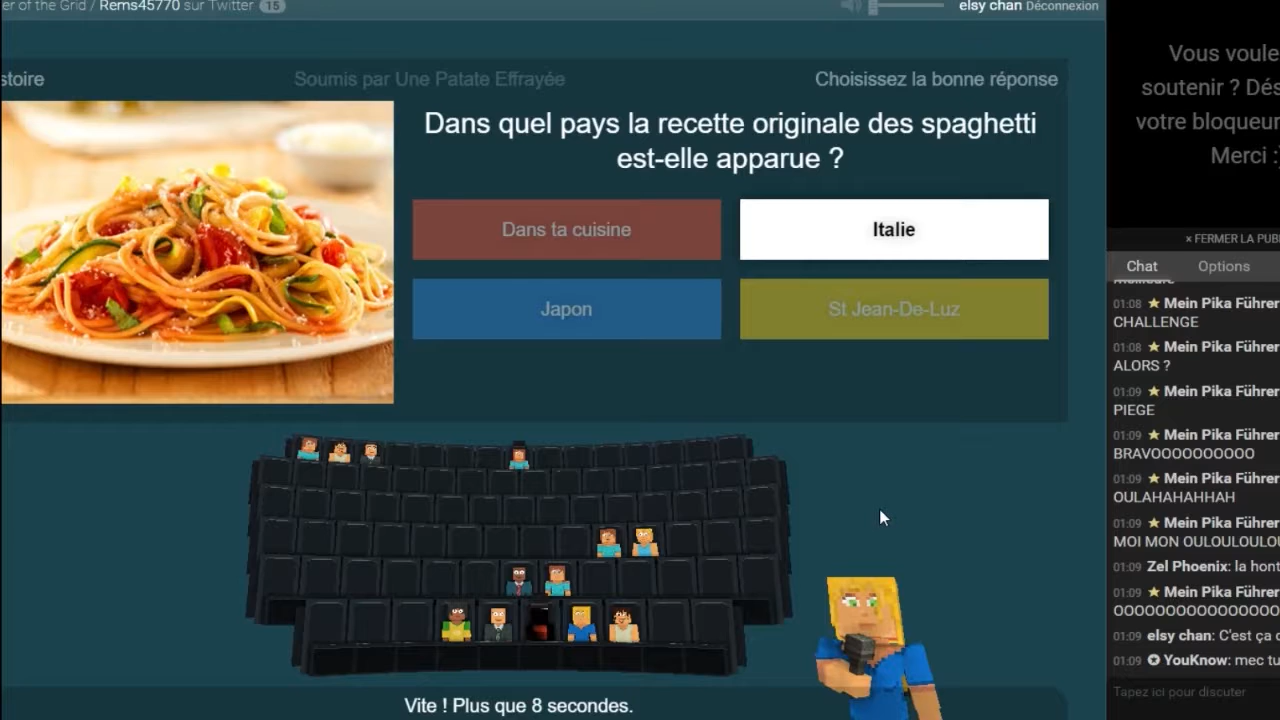 er of the Grid / Rems45770 sur Twitter 15
elsy chan Déconnexion
stoire
Soumis par Une Patate Effrayée
Choisissez la bonne réponse
Dans quel pays la recette originale des spaghetti
est-elle apparue ?
Dans ta cuisine
Italie
Japon
St Jean-De-Luz
Vite ! Plus que 8 secondes.
Vous voule
soutenir ? Dés
votre bloqueur
Merci :)
× FERMER LA PUB
Chat Options
01:08 ★ Mein Pika Führer
CHALLENGE
01:08 ★ Mein Pika Führer
ALORS ?
01:09 ★ Mein Pika Führer
PIEGE
01:09 ★ Mein Pika Führer
BRAVOOOOOOOOOO
01:09 ★ Mein Pika Führer
OULAHAHAHHAH
01:09 ★ Mein Pika Führer
MOI MON OULOULOULOU
01:09 Zel Phoenix: la hont
01:09 ★ Mein Pika Führer
OOOOOOOOOOOOOOOO
01:09 elsy chan: C'est ça
01:09 YouKnow: mec tu
Tapez ici pour discuter